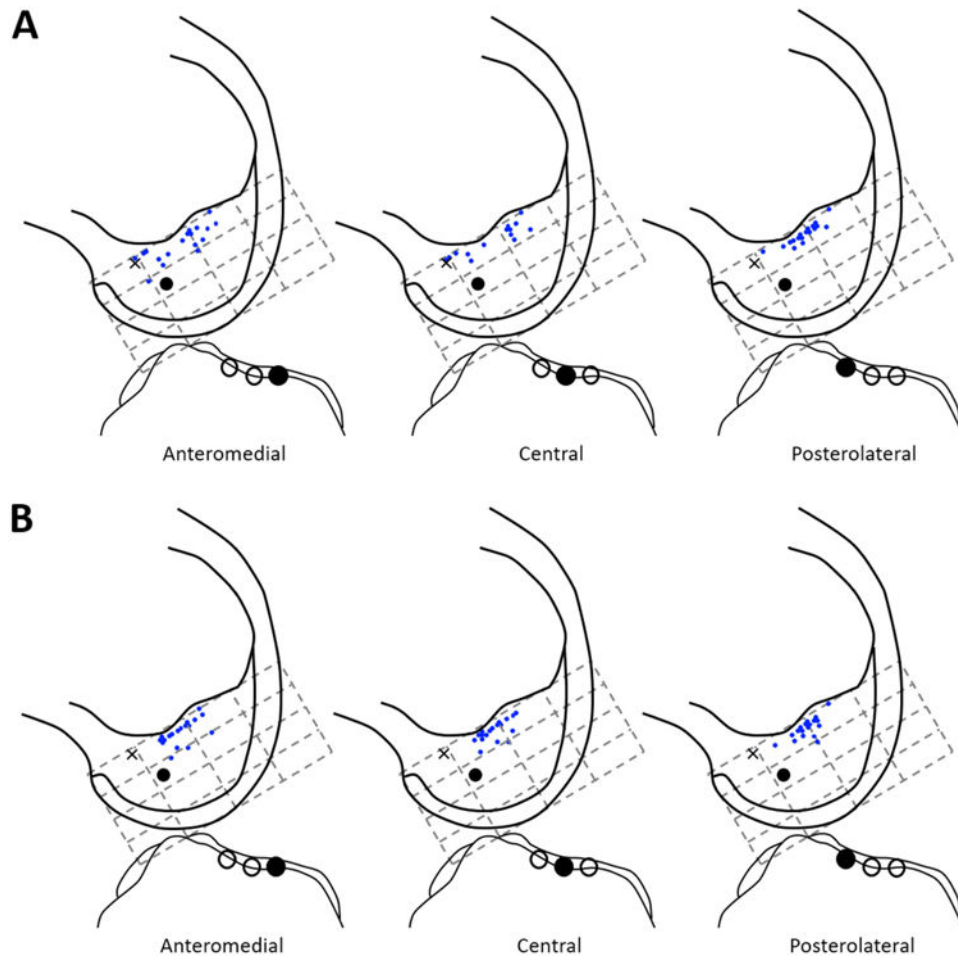 A
Anteromedial
Central
Posterolateral
B
Anteromedial
Central
Posterolateral